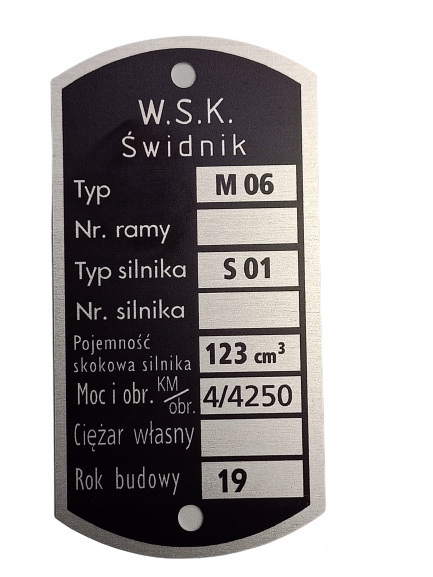 W.S.K.
Świdnik
Typ M 06
Nr. ramy
Typ silnika S 01
Nr. silnika
Pojemność
skokowa silnika 123 cm³
Moc i obr. KM/obr. 4/4250
Ciężar własny
Rok budowy 19